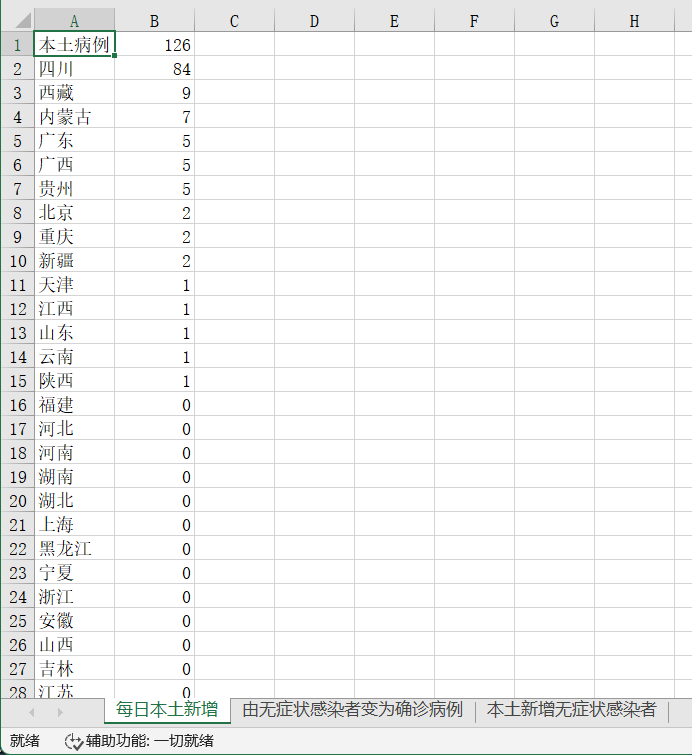 A B C D E F G H
1 本土病例 126
2 四川 84
3 西藏 9
4 内蒙古 7
5 广东 5
6 广西 5
7 贵州 5
8 北京 2
9 重庆 2
10 新疆 2
11 天津 1
12 江西 1
13 山东 1
14 云南 1
15 陕西 1
16 福建 0
17 河北 0
18 河南 0
19 湖南 0
20 湖北 0
21 上海 0
22 黑龙江 0
23 宁夏 0
24 浙江 0
25 安徽 0
26 山西 0
27 吉林 0
28 江苏 0
每日本土新增 由无症状感染者变为确诊病例 本土新增无症状感染者
就绪 辅助功能: 一切就绪